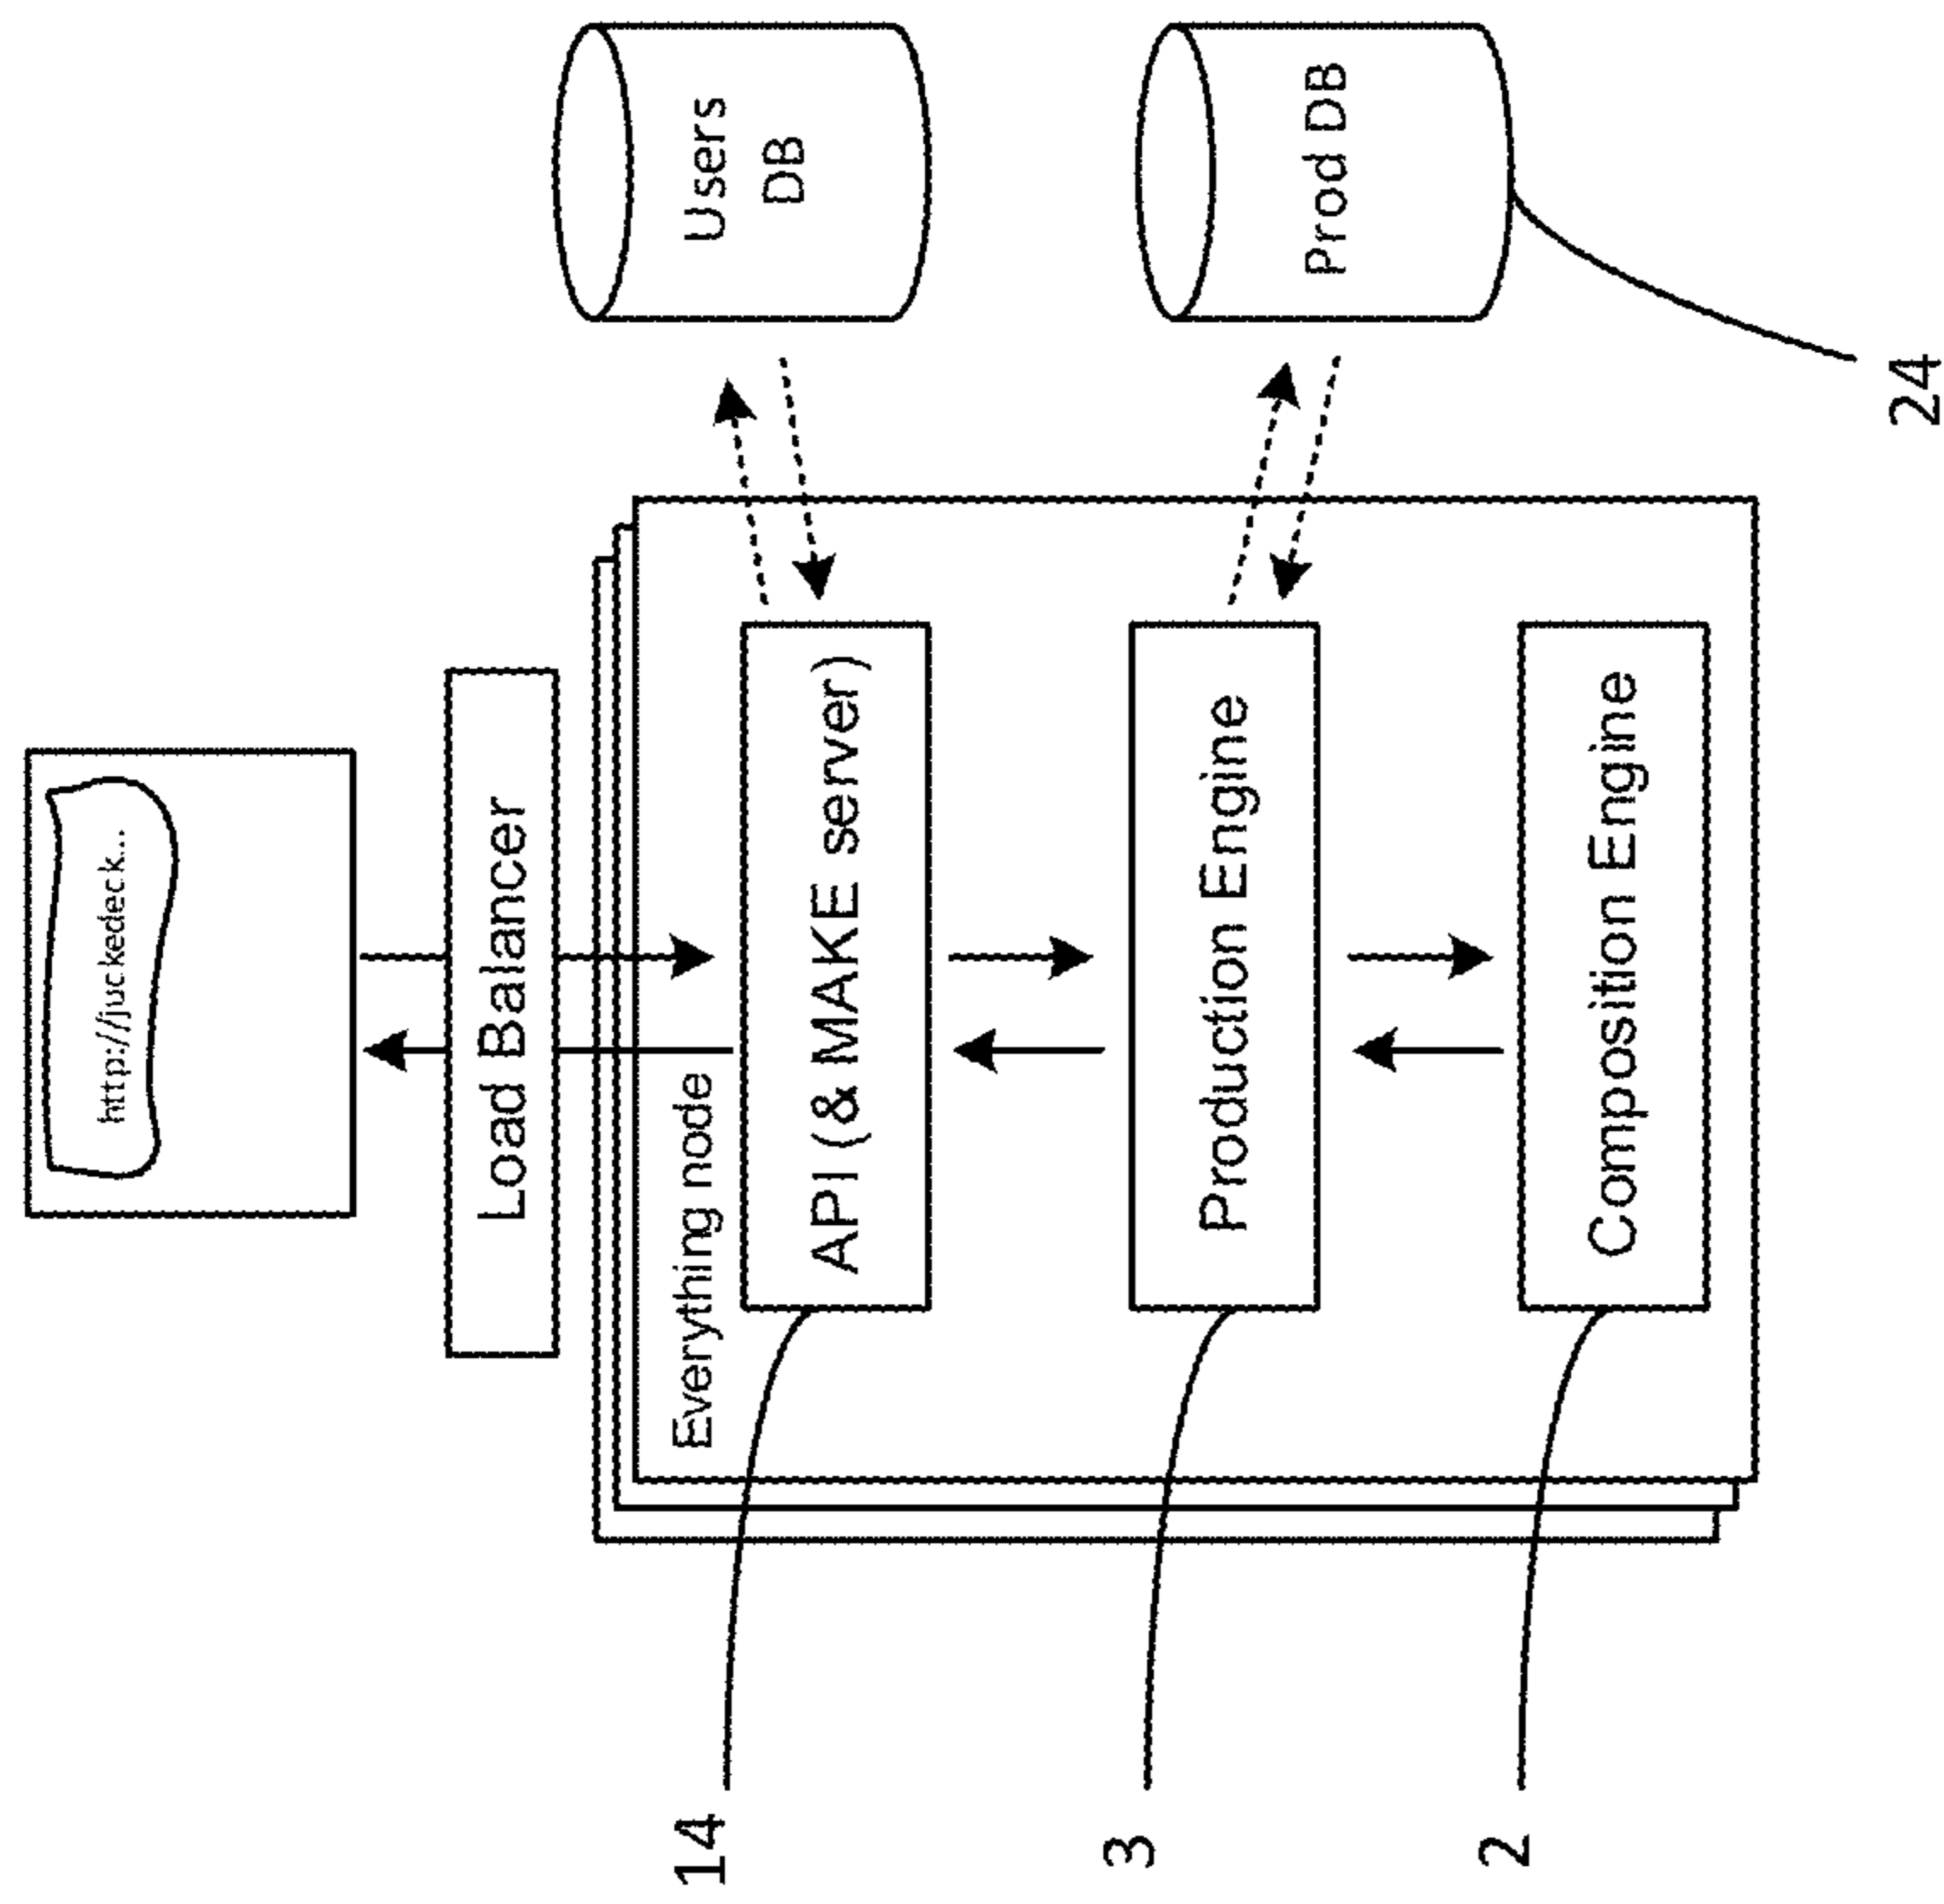 http://juckedeck...
Load Balancer
Everything node
API (& MAKE server)
Production Engine
Composition Engine
Users
DB
Prod DB
14
3
2
24